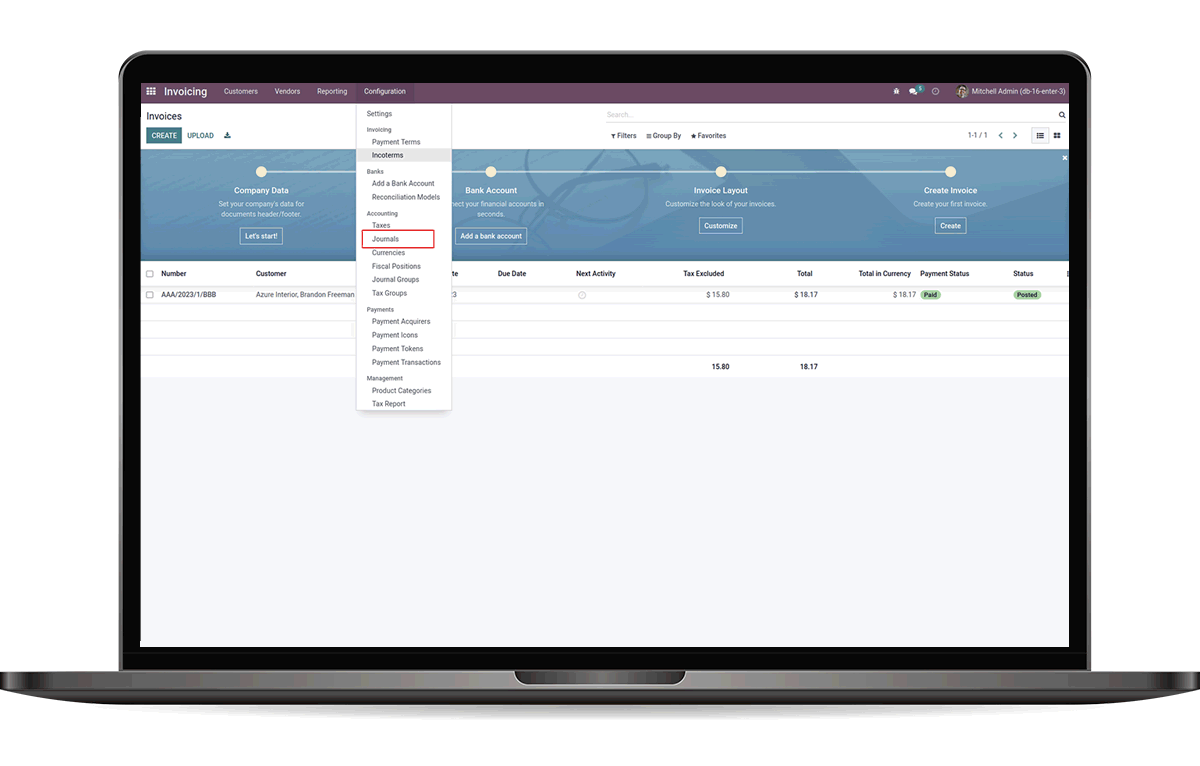 Invoicing Customers Vendors Reporting Configuration 5 Mitchell Admin (db-16-enter-3)
Invoices
Search...
CREATE UPLOAD Filters Group By Favorites 1-1 / 1
Settings
Invoicing
Payment Terms
Incoterms
Banks
Add a Bank Account
Reconciliation Models
Accounting
Taxes
Journals
Currencies
Fiscal Positions
Journal Groups
Tax Groups
Payments
Payment Acquirers
Payment Icons
Payment Tokens
Payment Transactions
Management
Product Categories
Tax Report
Company Data
Set your company's data for
documents header/footer.
Let's start!
Bank Account
nect your financial accounts in
seconds.
Add a bank account
Invoice Layout
Customize the look of your invoices.
Customize
Create Invoice
Create your first invoice.
Create
Number Customer te Due Date Next Activity Tax Excluded Total Total in Currency Payment Status Status
AAA/2023/1/BBB Azure Interior, Brandon Freeman 3 $ 15.80 $ 18.17 $ 18.17 Paid Posted
15.80 18.17